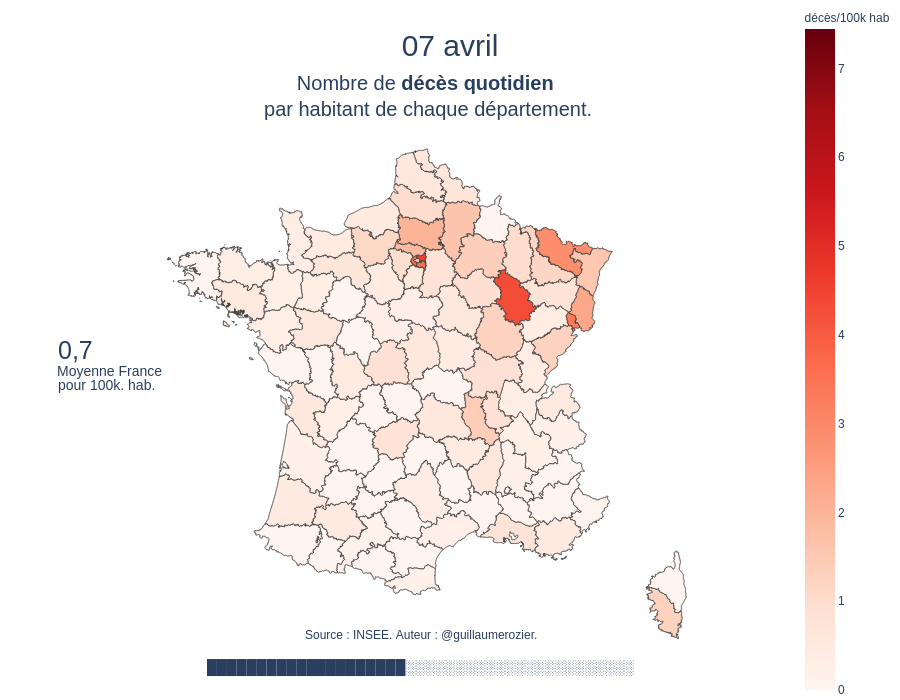 décès/100k hab
07 avril
Nombre de décès quotidien
par habitant de chaque département.
7
6
5
4
3
2
1
0
0,7
Moyenne France
pour 100k. hab.
Source : INSEE. Auteur : @guillaumerozier.